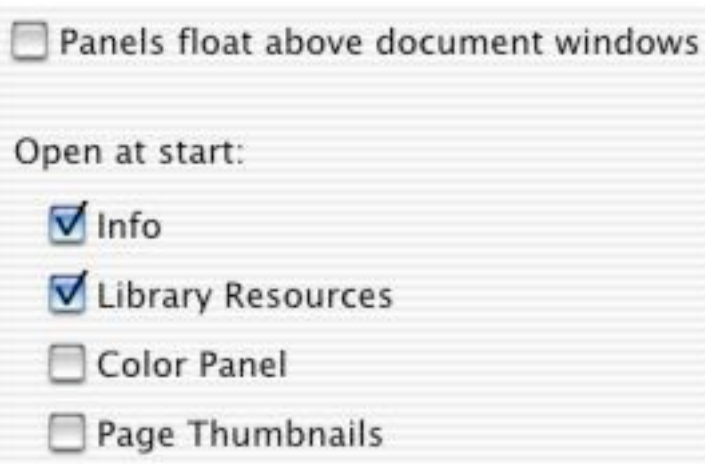 Panels float above document windows
Open at start:
Info
Library Resources
Color Panel
Page Thumbnails